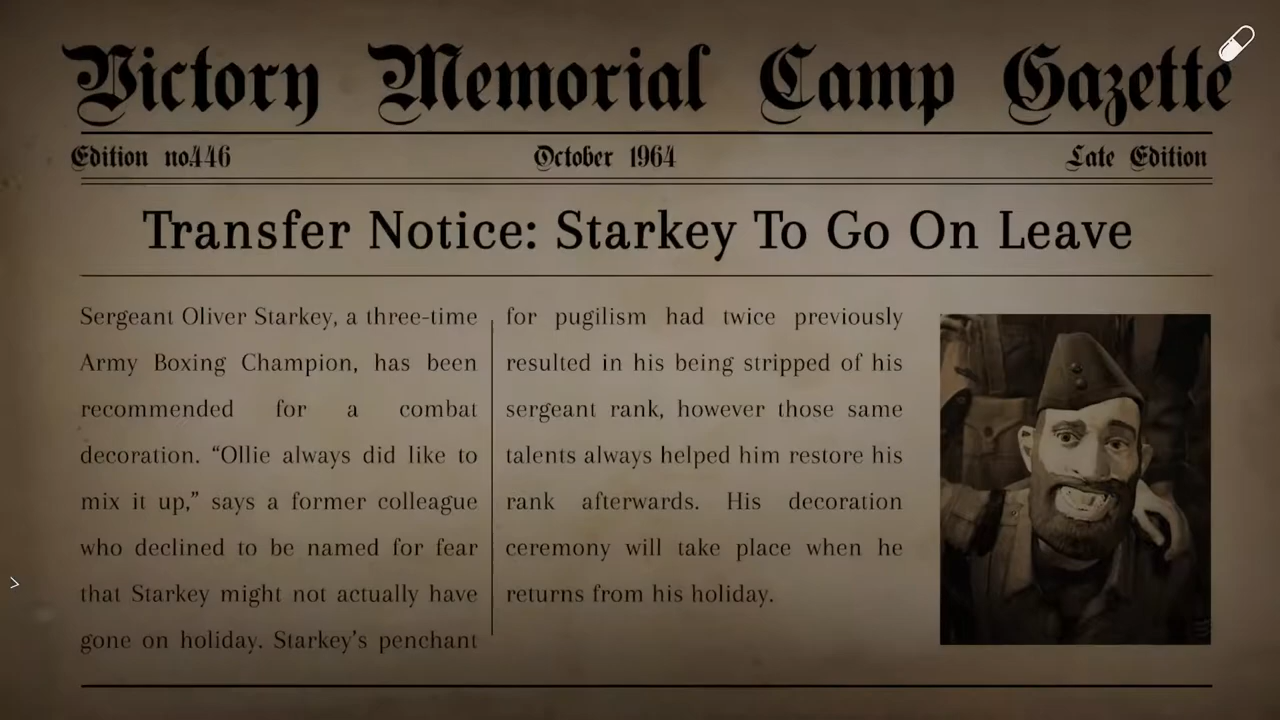 Victory Memorial Camp Gazette
Edition no.446
October 1964
Late Edition
Transfer Notice: Starkey To Go On Leave
Sergeant Oliver Starkey, a three-time
Army Boxing Champion, has been
recommended for a combat
decoration. “Ollie always did like to
mix it up,” says a former colleague
who declined to be named for fear
that Starkey might not actually have
gone on holiday. Starkey’s penchant
for pugilism had twice previously
resulted in his being stripped of his
sergeant rank, however those same
talents always helped him restore his
rank afterwards. His decoration
ceremony will take place when he
returns from his holiday.